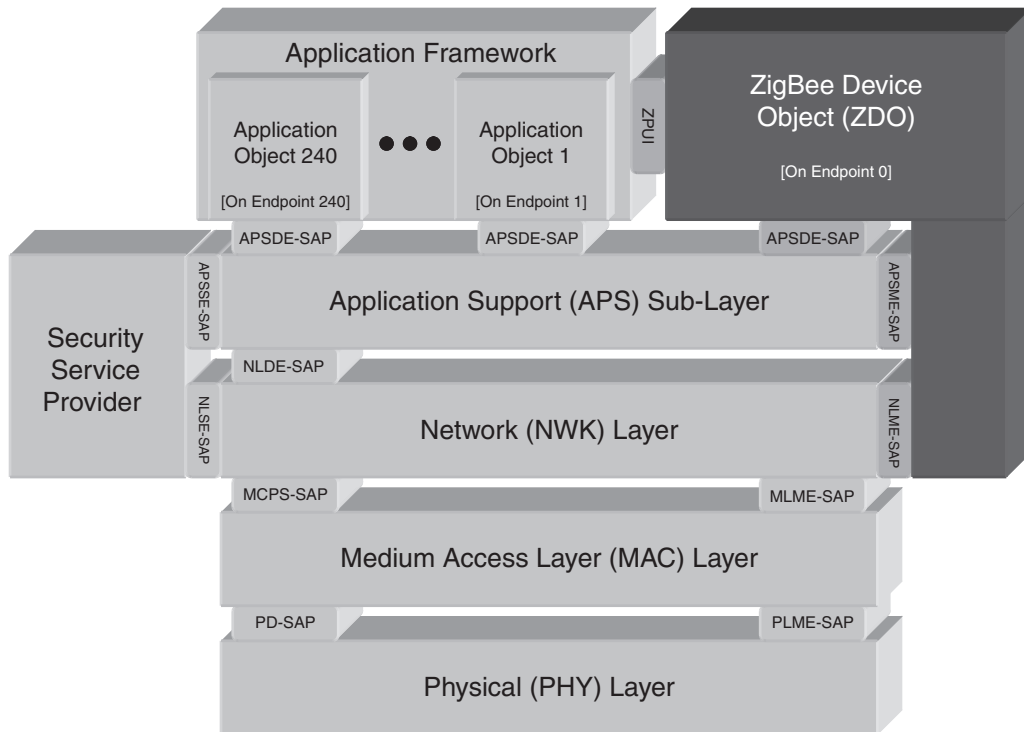 Application Framework
Application
Object 240
[On Endpoint 240]
Application
Object 1
[On Endpoint 1]
ZPUI
ZigBee Device
Object (ZDO)
[On Endpoint 0]
APSDE-SAP
APSDE-SAP
APSDE-SAP
Security
Service
Provider
APSSE-SAP
Application Support (APS) Sub-Layer
APSME-SAP
NLDE-SAP
NLSE-SAP
Network (NWK) Layer
NLME-SAP
MCPS-SAP
MLME-SAP
Medium Access Layer (MAC) Layer
PD-SAP
PLME-SAP
Physical (PHY) Layer